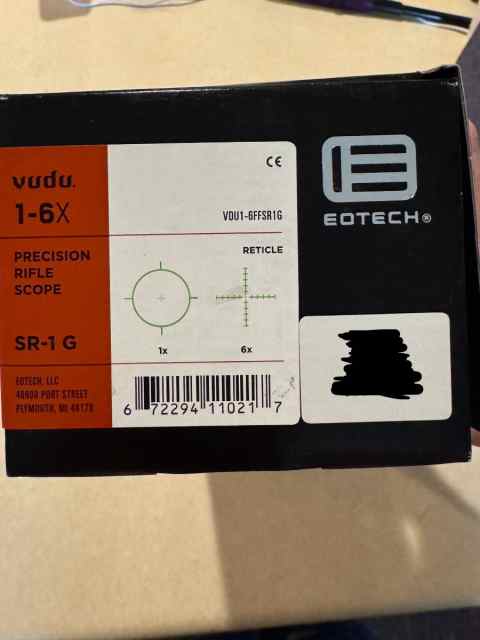 vudu.
1-6X
PRECISION
RIFLE
SCOPE
SR-1 G
EOTECH, LLC
46900 PORT STREET
PLYMOUTH, MI 48170
CE
VDU1-6FFSR1G
RETICLE
1x
6x
6 72294 11021 7
EOTECH®